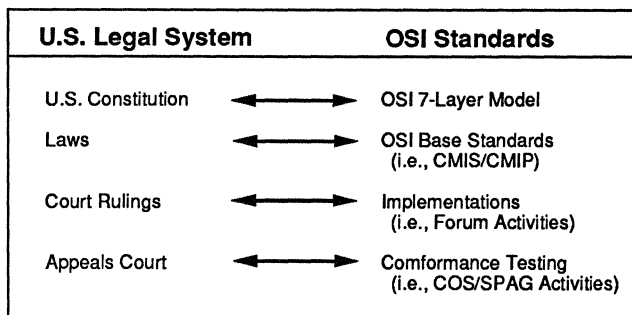 U.S. Legal System OSI Standards
U.S. Constitution OSI 7-Layer Model
Laws OSI Base Standards
(i.e., CMIS/CMIP)
Court Rulings Implementations
(i.e., Forum Activities)
Appeals Court Comformance Testing
(i.e., COS/SPAG Activities)